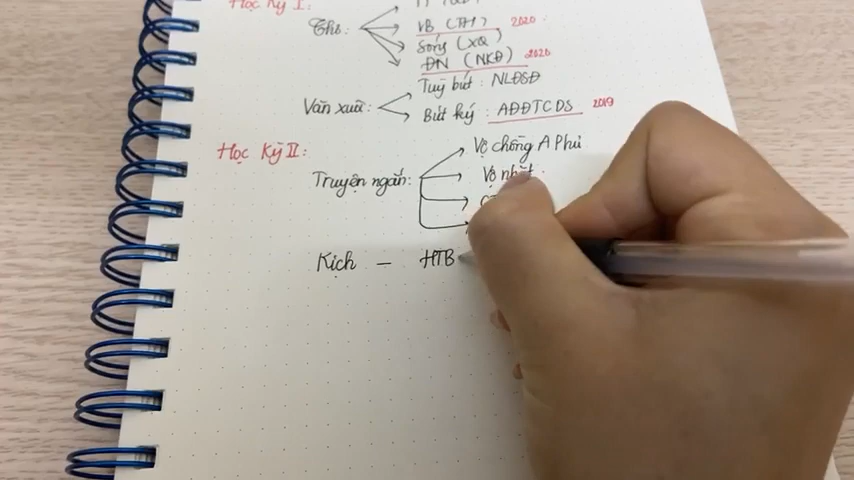 Học Kỳ I:
Thơ:
VB (TH) 2020
Sóng (XQ)
ĐN (NKĐ) 2020
Tuỳ bút : NLĐSĐ
Văn xuôi:
Bút ký : AĐĐTCDS 2019
Học Kỳ II:
Vợ chồng A Phủ
Truyện ngắn:
Vợ nhặt
Kịch - HTB